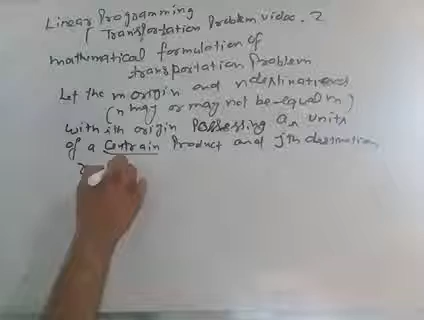 Linear Programming
( Transportation Problem video. 2
mathematical formulation of
transportation Problem
Let the m origin and n destinations
(n may or may not be equal m)
with ith origin Possessing ai units
of a Certrain Product and jth destination